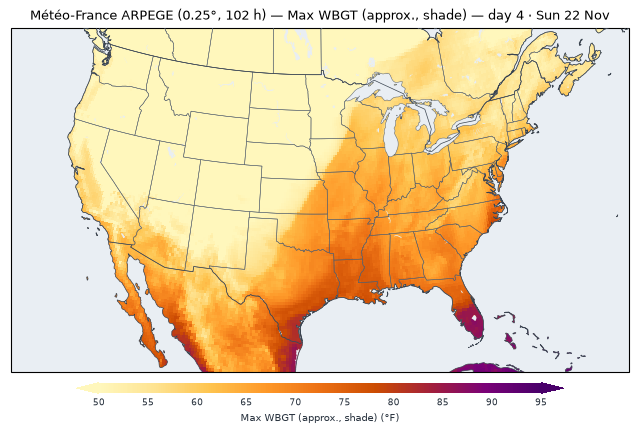 Météo-France ARPEGE (0.25°, 102 h) — Max WBGT (approx., shade) — day 4 · Sun 22 Nov
50 55 60 65 70 75 80 85 90 95
Max WBGT (approx., shade) (°F)